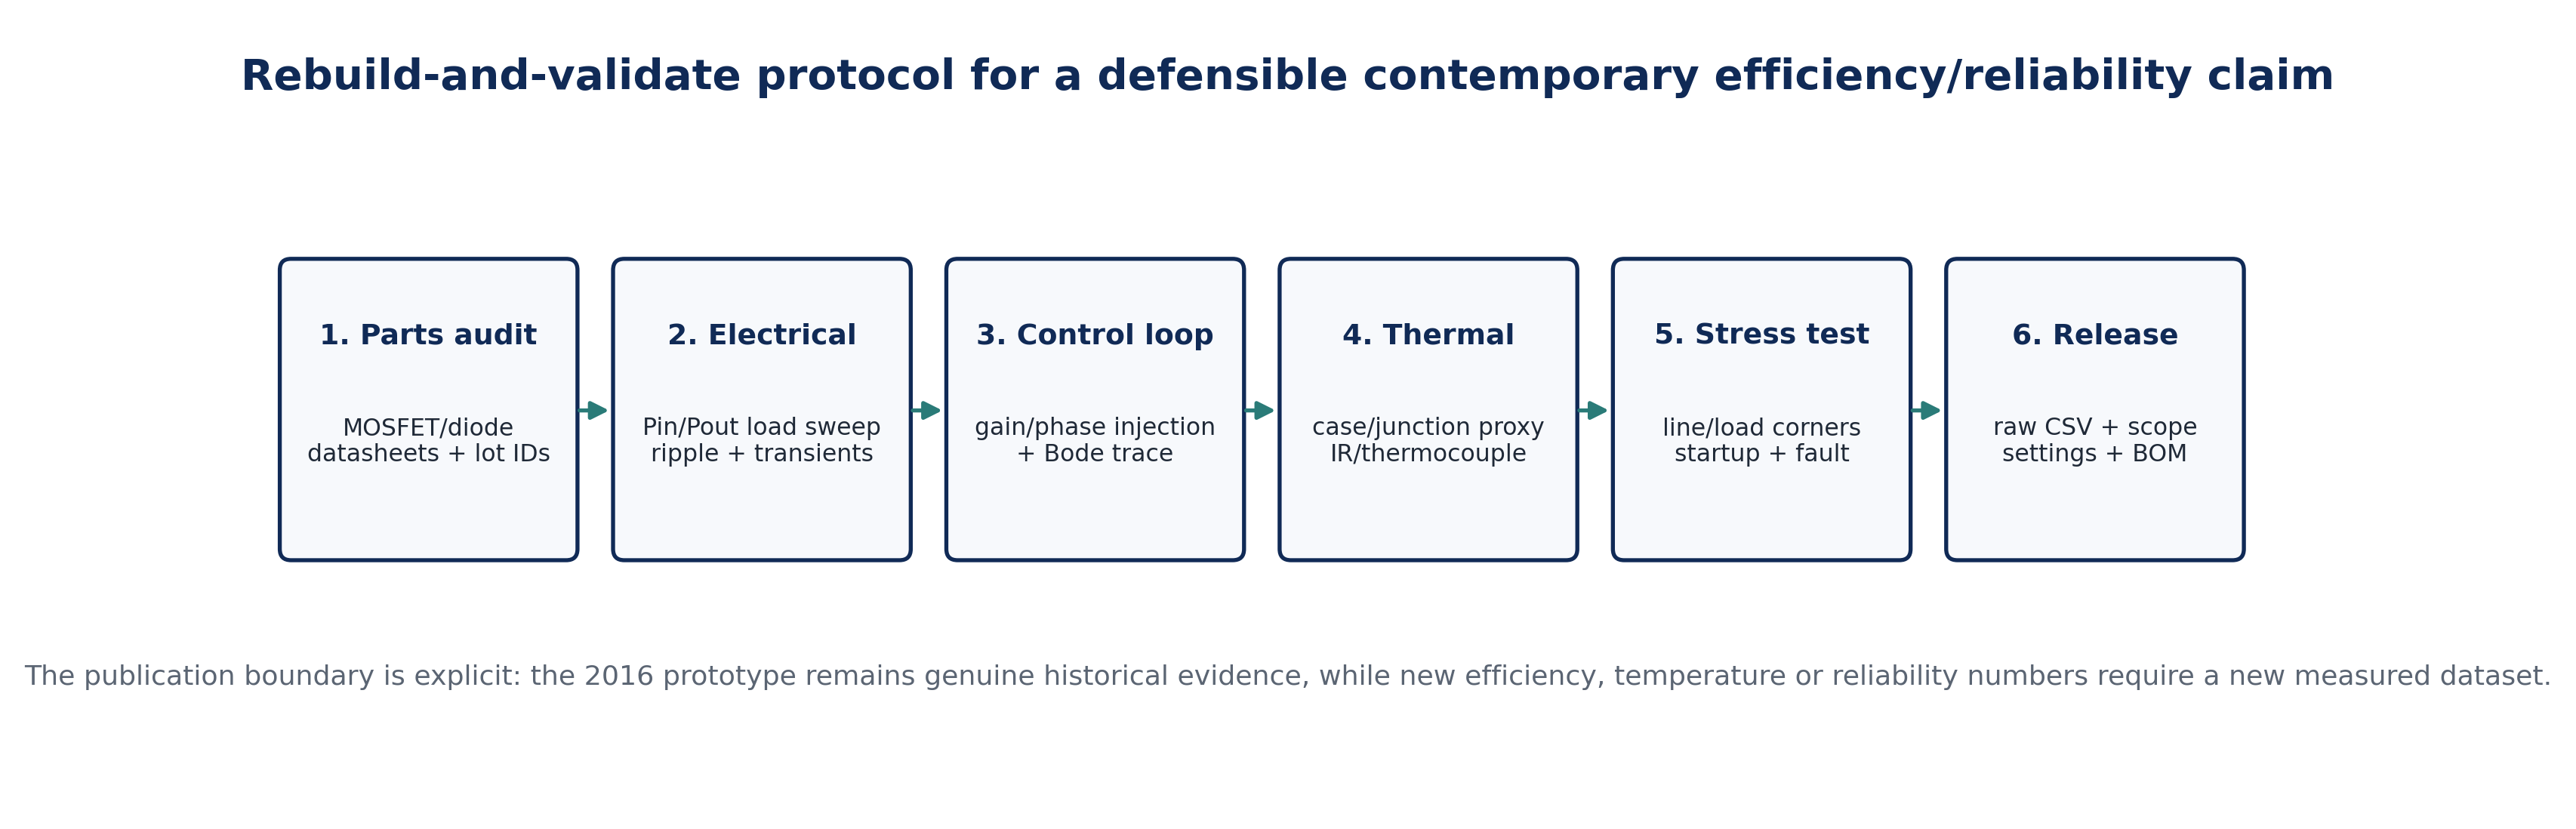 Rebuild-and-validate protocol for a defensible contemporary efficiency/reliability claim
1. Parts audit
MOSFET/diode
datasheets + lot IDs
2. Electrical
Pin/Pout load sweep
ripple + transients
3. Control loop
gain/phase injection
+ Bode trace
4. Thermal
case/junction proxy
IR/thermocouple
5. Stress test
line/load corners
startup + fault
6. Release
raw CSV + scope
settings + BOM
The publication boundary is explicit: the 2016 prototype remains genuine historical evidence, while new efficiency, temperature or reliability numbers require a new measured dataset.